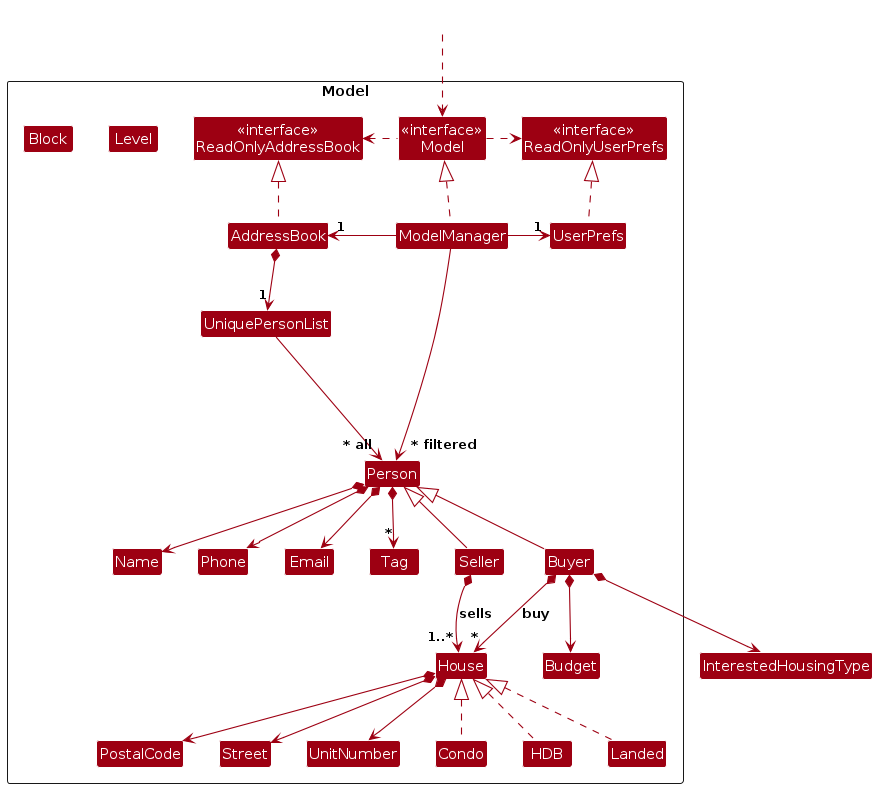 Model
Block
Level
«interface»
ReadOnlyAddressBook
«interface»
Model
«interface»
ReadOnlyUserPrefs
AddressBook
1
ModelManager
1
UserPrefs
1
UniquePersonList
* all
* filtered
Person
*
Name
Phone
Email
Tag
Seller
Buyer
sells
buy
1..*
*
House
Budget
InterestedHousingType
PostalCode
Street
UnitNumber
Condo
HDB
Landed